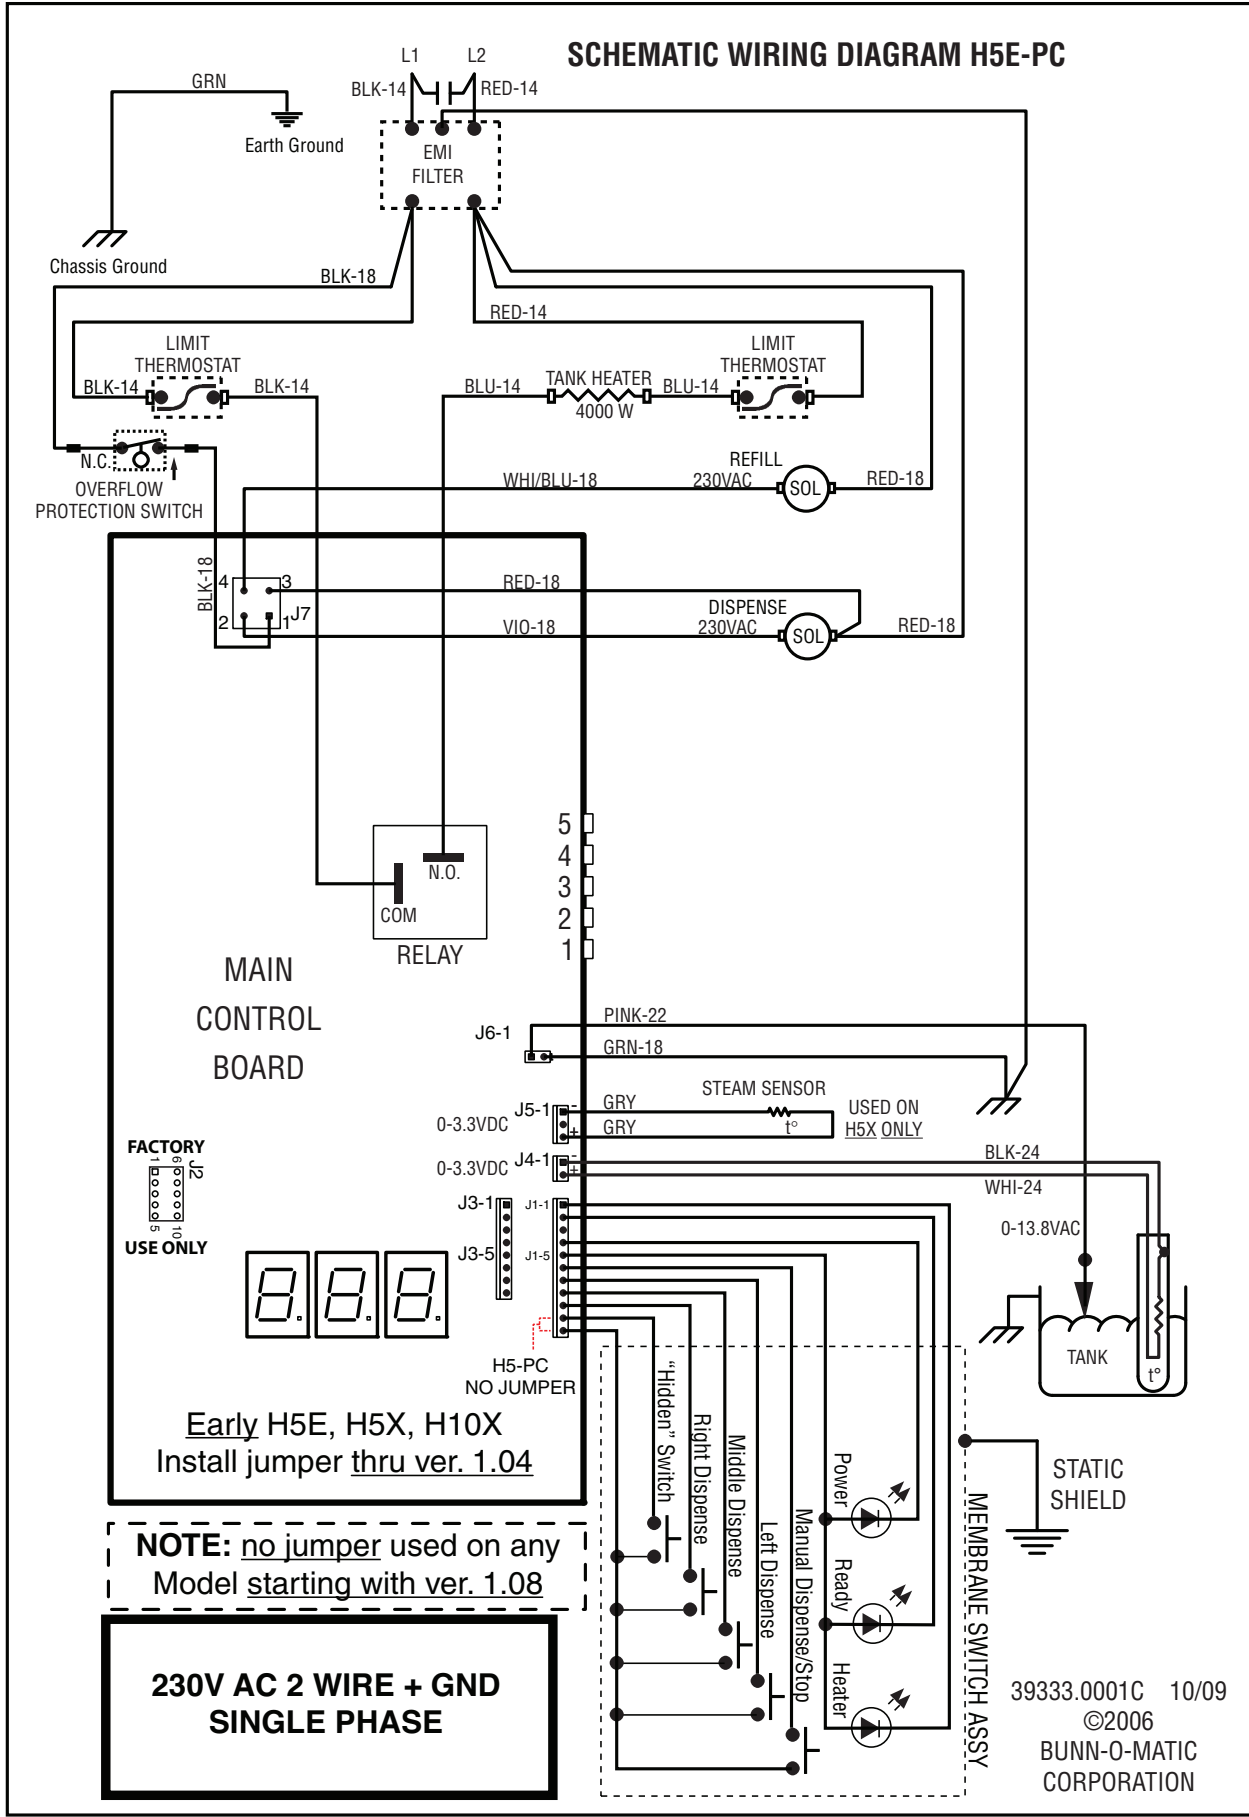 SCHEMATIC WIRING DIAGRAM H5E-PC
L1
L2
GRN
BLK-14
RED-14
Earth Ground
EMI
FILTER
Chassis Ground
BLK-18
RED-14
LIMIT
THERMOSTAT
LIMIT
THERMOSTAT
BLK-14
BLK-14
BLU-14
TANK HEATER
4000 W
BLU-14
N.C.
OVERFLOW
PROTECTION SWITCH
REFILL
WHI/BLU-18
230VAC
SOL
RED-18
BLK-18
4
3
2
1
J7
RED-18
DISPENSE
VIO-18
230VAC
SOL
RED-18
5
4
3
2
1
N.O.
COM
RELAY
MAIN
CONTROL
BOARD
J6-1
PINK-22
GRN-18
STEAM SENSOR
J5-1
-
+
0-3.3VDC
GRY
GRY
t°
USED ON
H5X ONLY
FACTORY
1
6
J2
5
10
USE ONLY
0-3.3VDC
J4-1
-
+
BLK-24
WHI-24
J3-1
J1-1
J3-5
J1-5
0-13.8VAC
8.8.8.
TANK
t°
H5-PC
NO JUMPER
Early H5E, H5X, H10X
Install jumper thru ver. 1.04
"Hidden" Switch
Right Dispense
Middle Dispense
Left Dispense
Manual Dispense/Stop
Power
Ready
Heater
MEMBRANE SWITCH ASSY
STATIC
SHIELD
NOTE: no jumper used on any
Model starting with ver. 1.08
230V AC 2 WIRE + GND
SINGLE PHASE
39333.0001C 10/09
©2006
BUNN-O-MATIC
CORPORATION